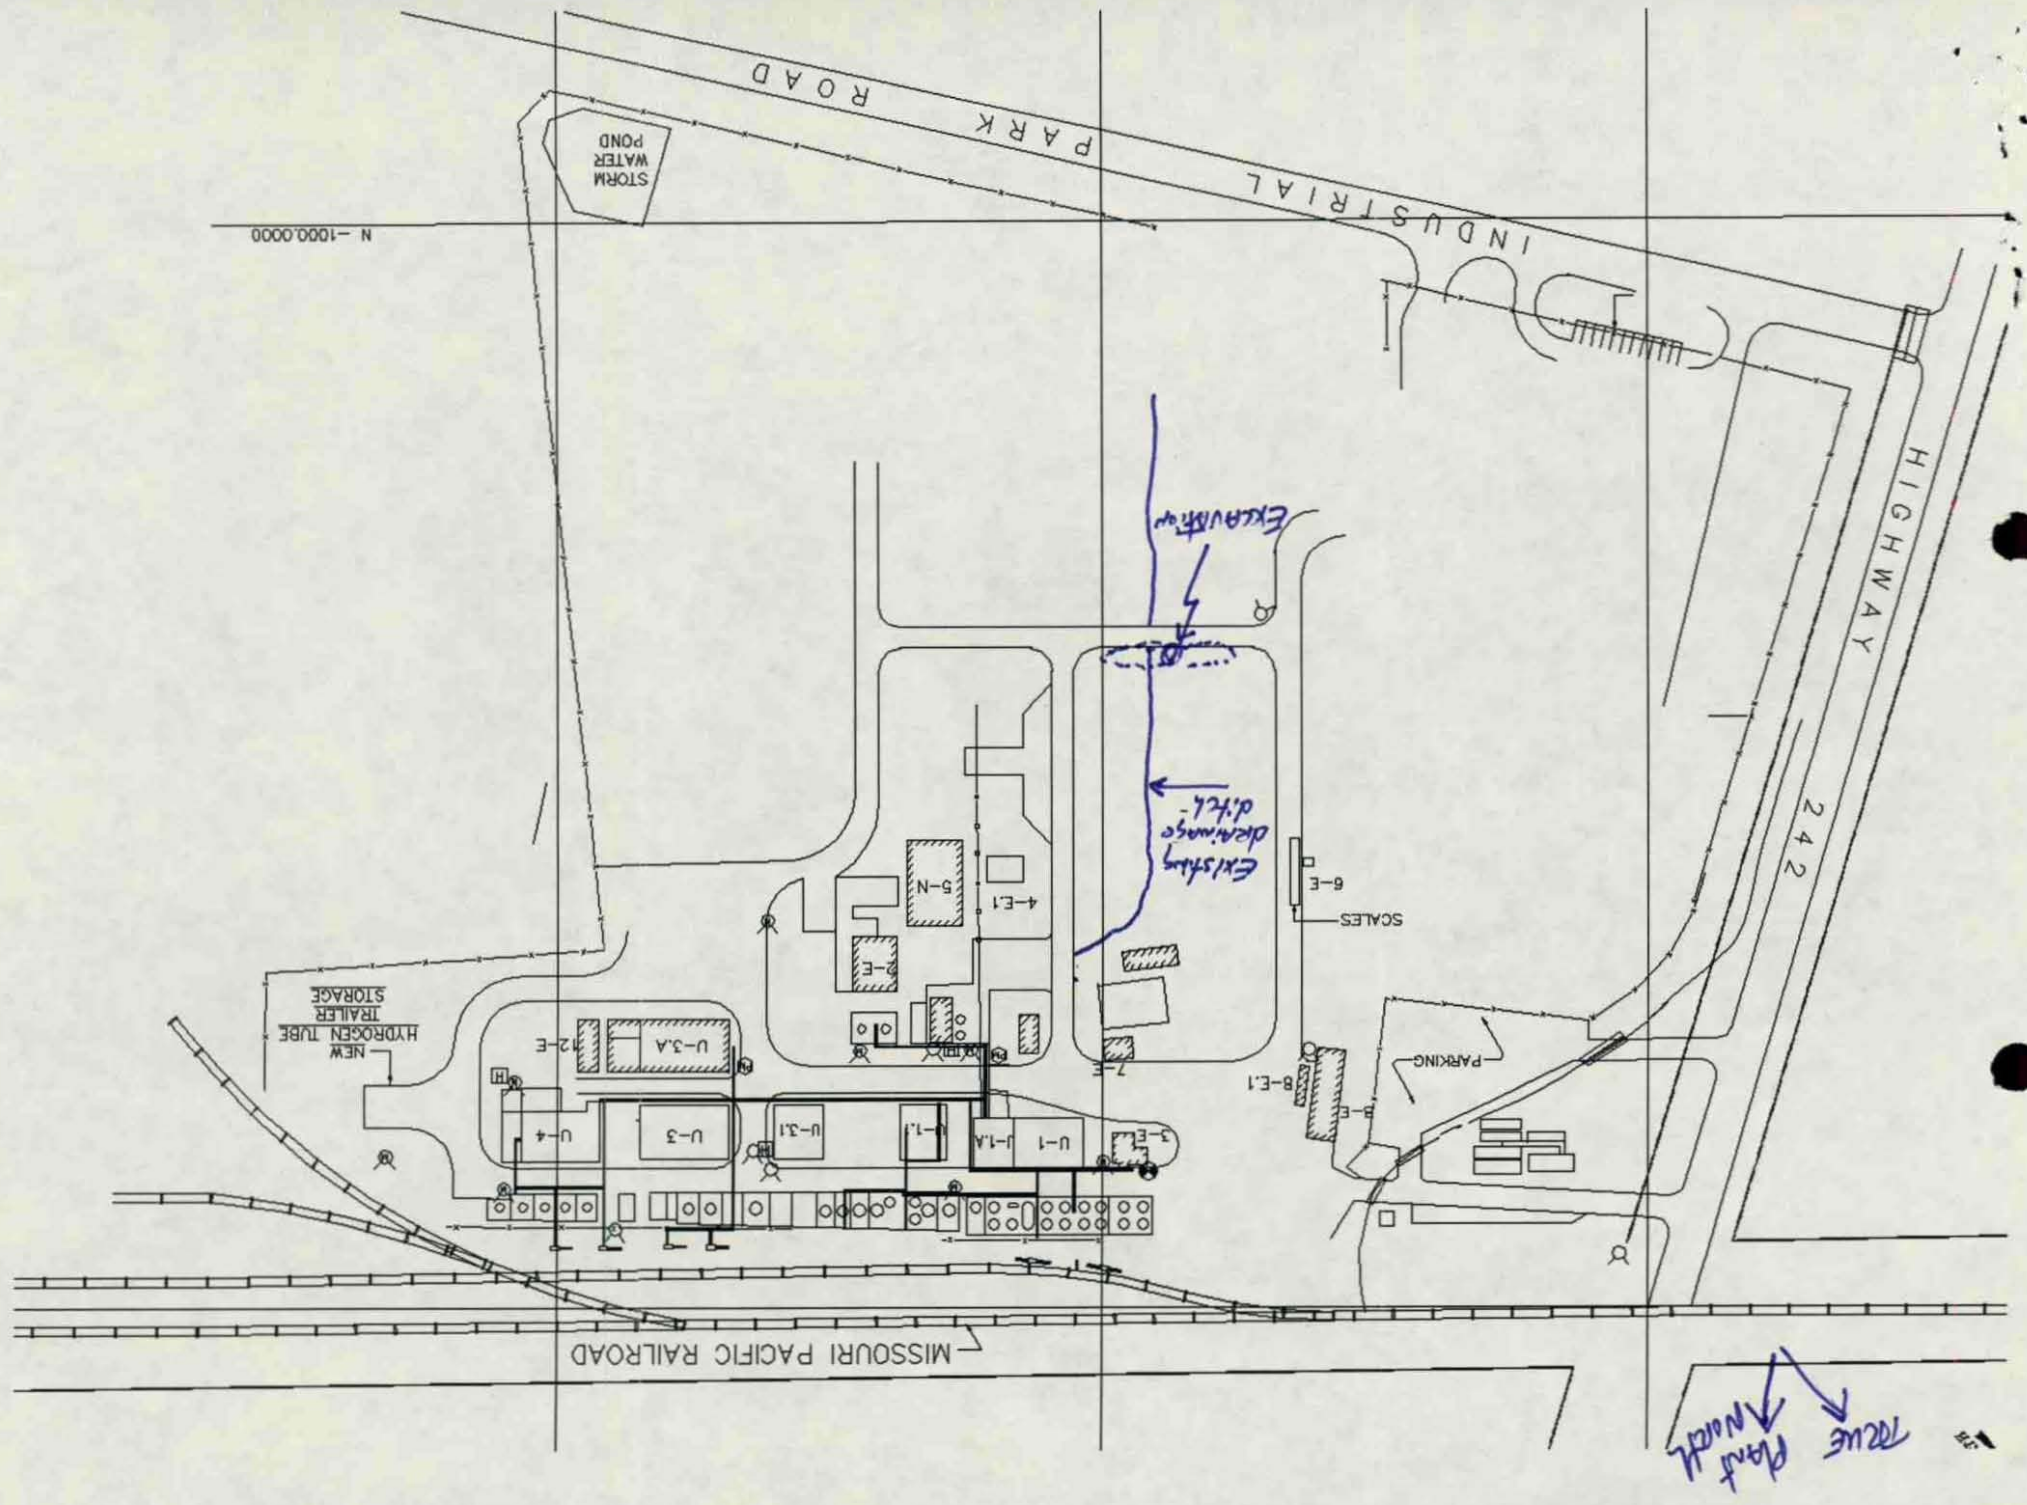 TRUE
Plant
North
MISSOURI PACIFIC RAILROAD
3-E
U-1
U-1.A
U-1.1
U-3.1
U-3
U-4
H
H
H
PARKING
8-E
8-E.1
7-E
U-3.A
12-E
NEW
HYDROGEN TUBE
TRAILER
STORAGE
SCALES
6-E
Existing
drainage
ditch
4-E.1
5-N
2-E
EXCAVATION
HIGHWAY
242
INDUSTRIAL PARK ROAD
N -1000.0000
STORM
WATER
POND